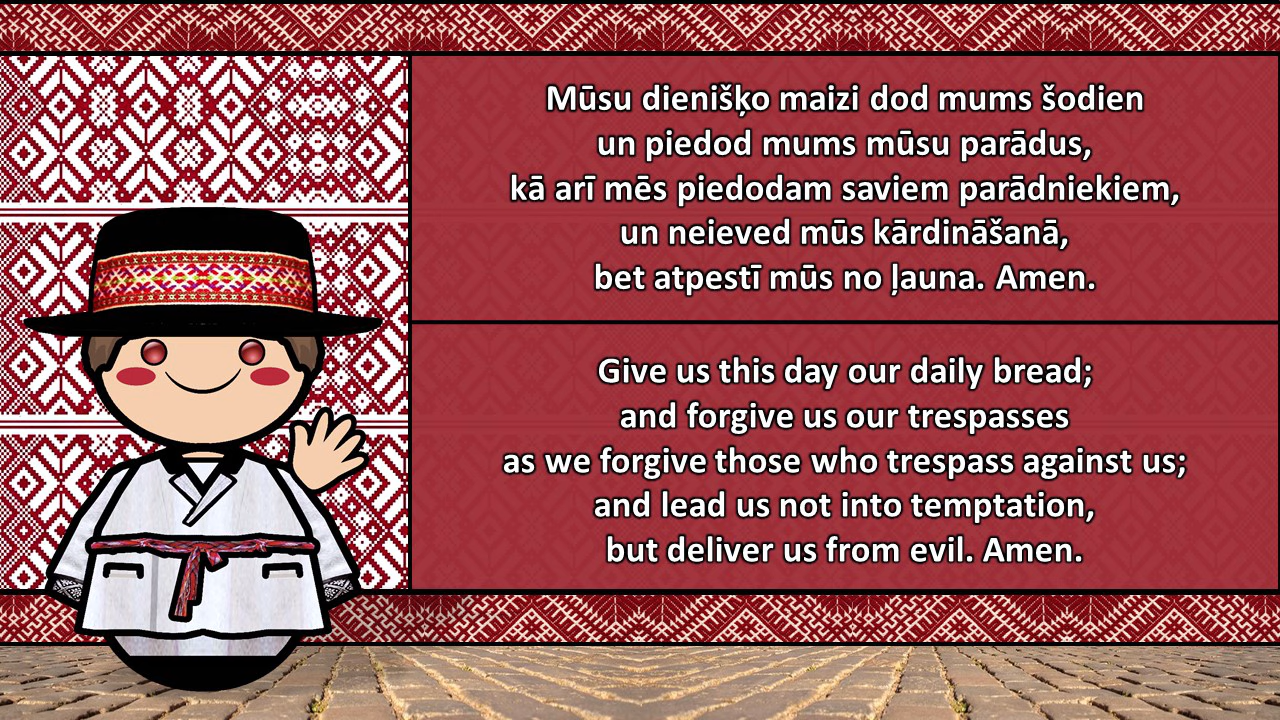 Mūsu dienišķo maizi dod mums šodien
un piedod mums mūsu parādus,
kā arī mēs piedodam saviem parādniekiem,
un neieved mūs kārdināšanā,
bet atpestī mūs no ļauna. Amen.
Give us this day our daily bread;
and forgive us our trespasses
as we forgive those who trespass against us;
and lead us not into temptation,
but deliver us from evil. Amen.